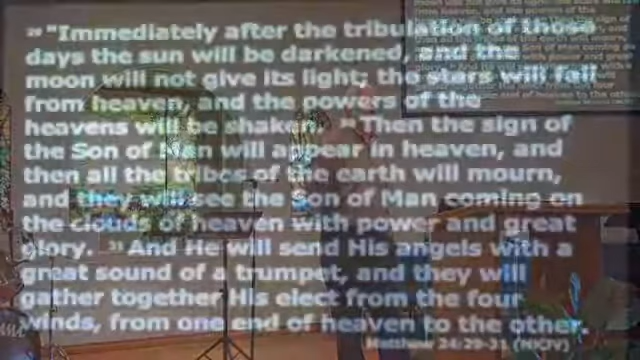 29 "Immediately after the tribulation of those
days the sun will be darkened, and the
moon will not give its light; the stars will fall
from heaven, and the powers of the
heavens will be shaken. 30 Then the sign of
the Son of Man will appear in heaven, and
then all the tribes of the earth will mourn,
and they will see the Son of Man coming on
the clouds of heaven with power and great
glory. 31 And He will send His angels with a
great sound of a trumpet, and they will
gather together His elect from the four
winds, from one end of heaven to the other.
Matthew 24:29-31 (NKJV)